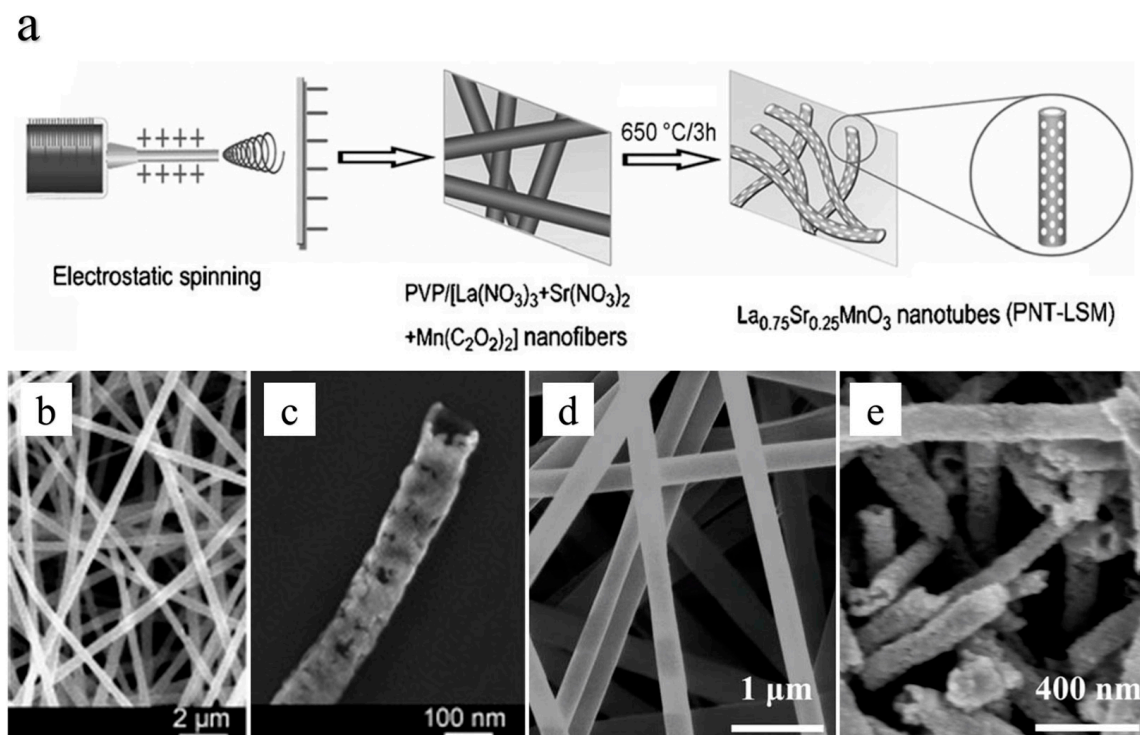 a
++++
++++
650 °C/3h
Electrostatic spinning
PVP/[La(NO₃)₃+Sr(NO₃)₂
+Mn(C₂O₂)₂] nanofibers
La₀.₇₅Sr₀.₂₅MnO₃ nanotubes (PNT-LSM)
b
c
d
e
2 μm
100 nm
1 μm
400 nm